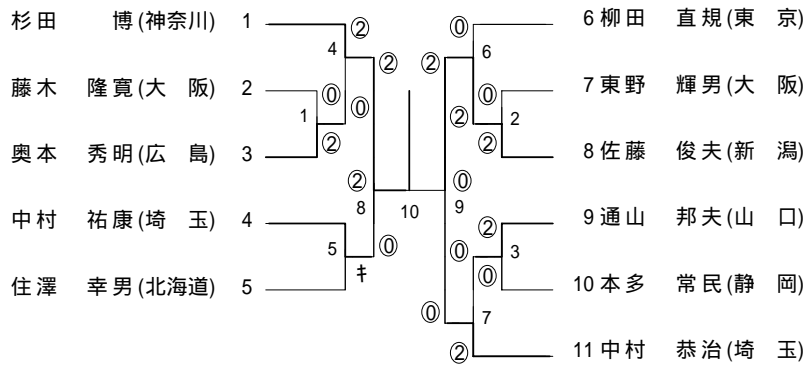 杉田 博(神奈川) 1
藤木 隆寛(大 阪) 2
奥本 秀明(広 島) 3
中村 祐康(埼 玉) 4
住澤 幸男(北海道) 5
6 柳田 直規(東 京)
7 東野 輝男(大 阪)
8 佐藤 俊夫(新 潟)
9 通山 邦夫(山 口)
10 本多 常民(静 岡)
11 中村 恭治(埼 玉)
② 4 ②
⓪ ⓪
1 ②
② 8 10
5 ⓪
キ
⓪ 6 ②
⓪ ② 2 ②
⓪ 9
② 3
⓪ ⓪
⓪ 7
②